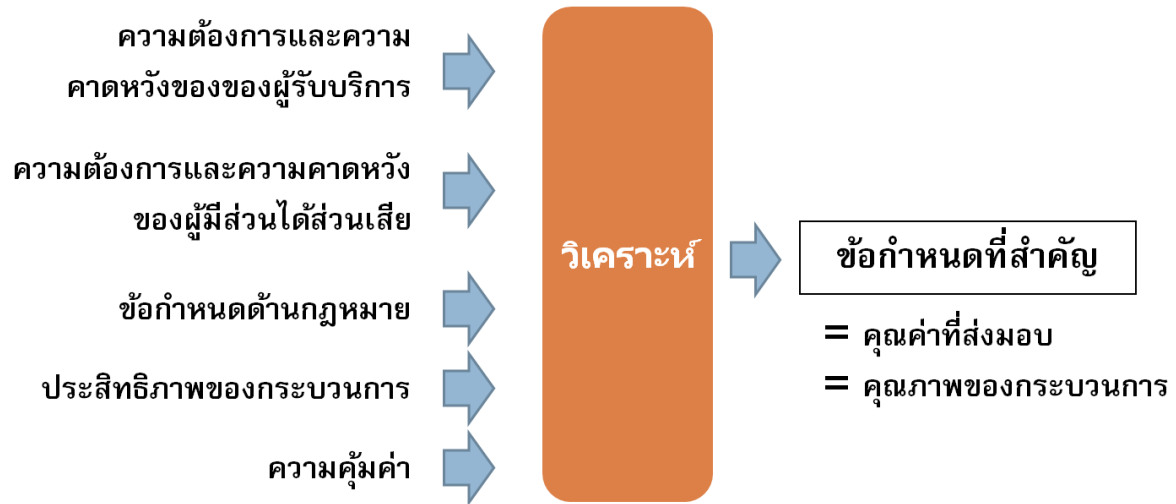 ความต้องการและความ
คาดหวังของของผู้รับบริการ
ความต้องการและความคาดหวัง
ของผู้มีส่วนได้ส่วนเสีย
ข้อกำหนดด้านกฎหมาย
ประสิทธิภาพของกระบวนการ
ความคุ้มค่า
วิเคราะห์
ข้อกำหนดที่สำคัญ
= คุณค่าที่ส่งมอบ
= คุณภาพของกระบวนการ